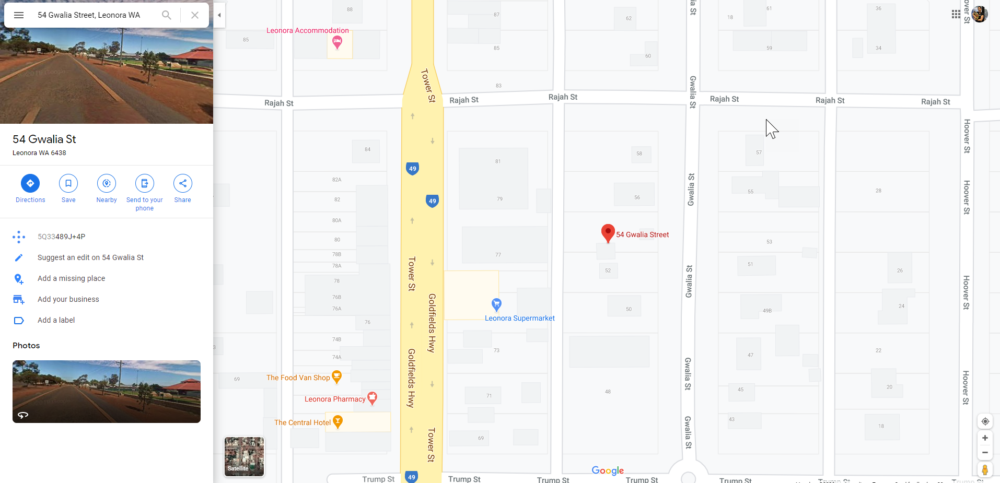 54 Gwalia Street, Leonora WA
54 Gwalia St
Leonora WA 6438
Directions
Save
Nearby
Send to your
phone
Share
5Q33489J+4P
Suggest an edit on 54 Gwalia St
Add a missing place
Add your business
Add a label
Photos
Satellite
88
Leonora Accommodation
85
87
85
83
62
60
61
18
59
36
34
Hoover St
Gwalia St
Tower St
Rajah St
Rajah St
Rajah St
Gwalia St
Rajah St
Rajah St
Rajah St
84
82A
82
80A
80
78B
78A
78
76B
76A
76
74B
74A
49
49
81
79
77
58
56
54 Gwalia Street
52
50
48
57
55
53
51
49B
47
45
43
28
26
24
22
20
18
Gwalia St
Gwalia St
Gwalia St
Gwalia St
Hoover St
Hoover St
Hoover St
Hoover St
Tower St
Goldfields Hwy
Goldfields Hwy
Tower St
Leonora Supermarket
73
71
69
69
The Food Van Shop
Leonora Pharmacy
The Central Hotel
Google
Trump St
49
Trump St
Trump St
Trump St
Trump St
Trump St
Trump St